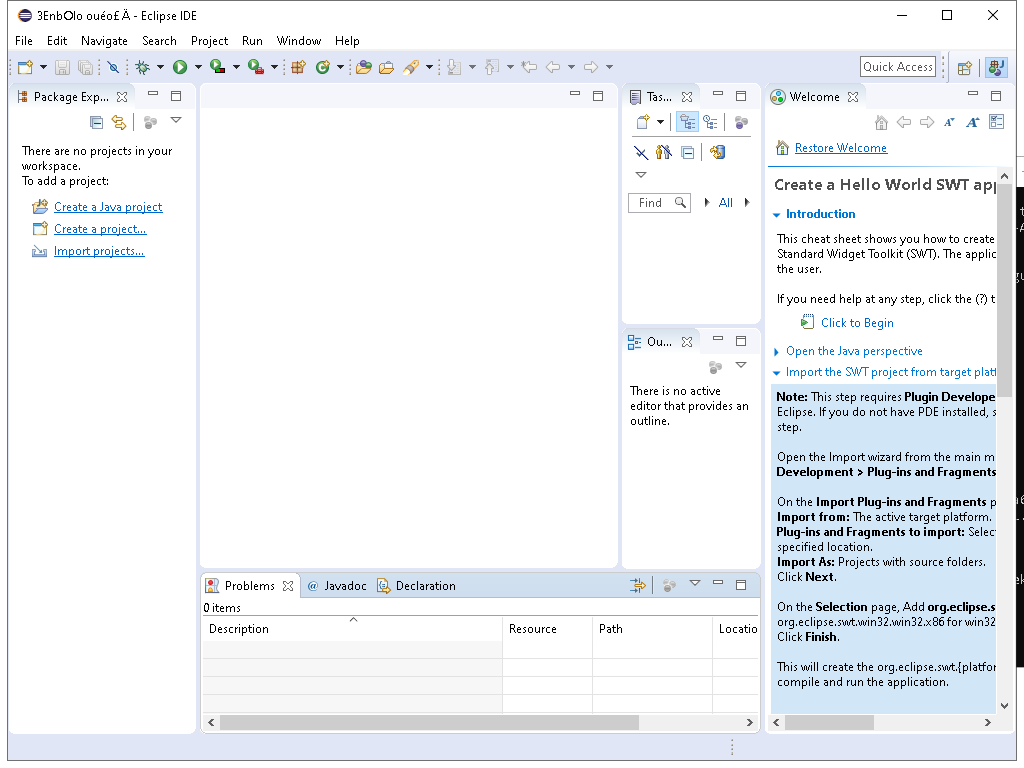 3EnbOlo ouéo£Ä - Eclipse IDE
File Edit Navigate Search Project Run Window Help
Quick Access
Package Exp...
There are no projects in your
workspace.
To add a project:
Create a Java project
Create a project...
Import projects...
Tas...
Find
All
Ou...
There is no active
editor that provides an
outline.
Welcome
Restore Welcome
Create a Hello World SWT app
Introduction
This cheat sheet shows you how to create
Standard Widget Toolkit (SWT). The applic
the user.
If you need help at any step, click the (?) t
Click to Begin
Open the Java perspective
Import the SWT project from target platf
Note: This step requires Plugin Develope
Eclipse. If you do not have PDE installed, s
step.
Open the Import wizard from the main m
Development > Plug-ins and Fragments
On the Import Plug-ins and Fragments p
Import from: The active target platform.
Plug-ins and Fragments to import: Selec
specified location.
Import As: Projects with source folders.
Click Next.
On the Selection page, Add org.eclipse.s
org.eclipse.swt.win32.win32.x86 for win32
Click Finish.
This will create the org.eclipse.swt.{platfor
compile and run the application.
Problems @ Javadoc Declaration
0 items
Description Resource Path Locatio